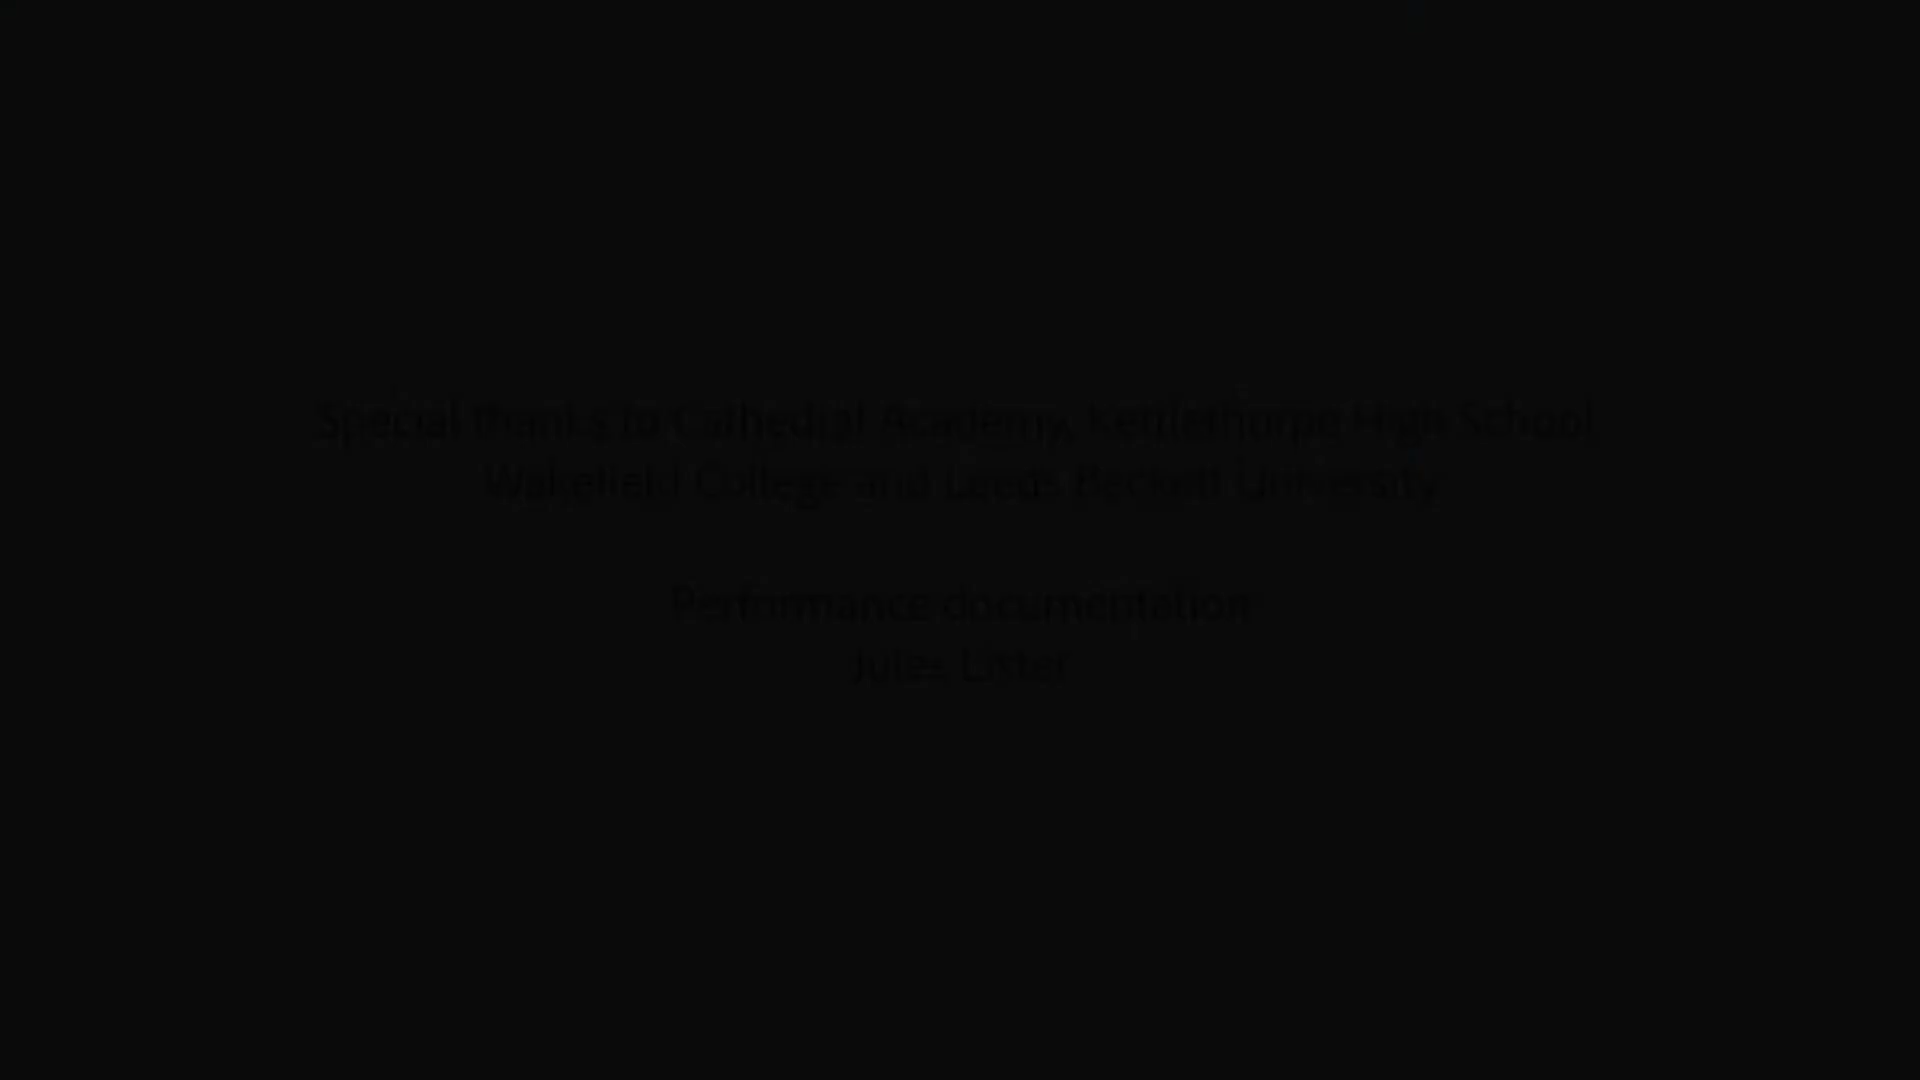 Special thanks to Cathedral Academy, Kettlethorpe High School
Wakefield College and Leeds Beckett University
Performance documentation
Jules Lister